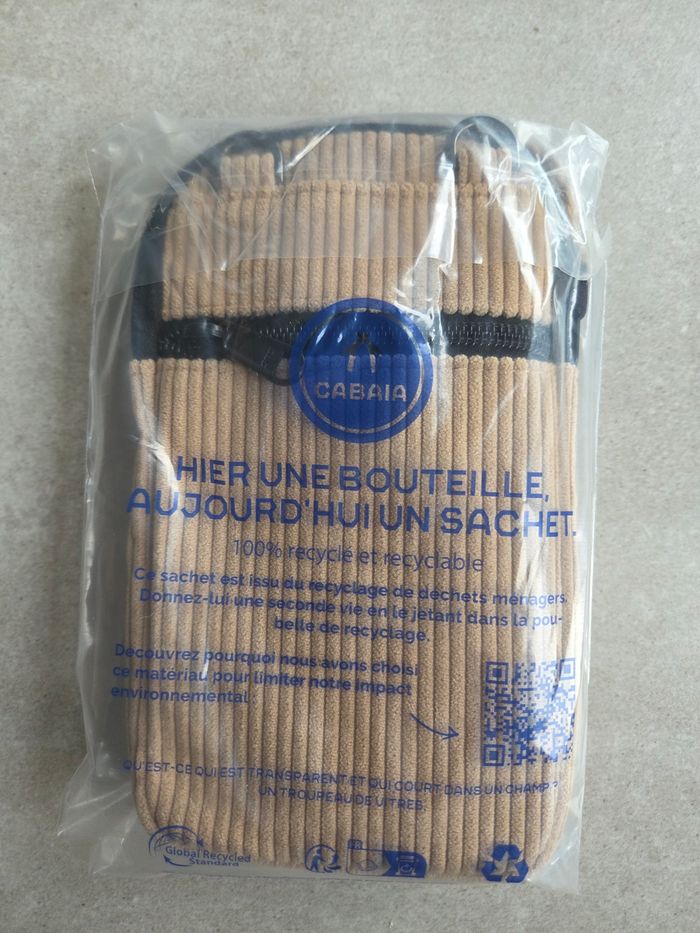 CABAIA
HIER UNE BOUTEILLE,
AUJOURD'HUI UN SACHET.
100% recyclé et recyclable
Ce sachet est issu du recyclage de déchets ménagers.
Donnez-lui une seconde vie en le jetant dans la pou-
belle de recyclage.
Découvrez pourquoi nous avons choisi
ce matériau pour limiter notre impact
environnemental :
QU'EST-CE QUI EST TRANSPARENT ET QUI COURT DANS UN CHAMP ?
UN TROUPEAU DE VITRES.
Global Recycled
Standard
FR